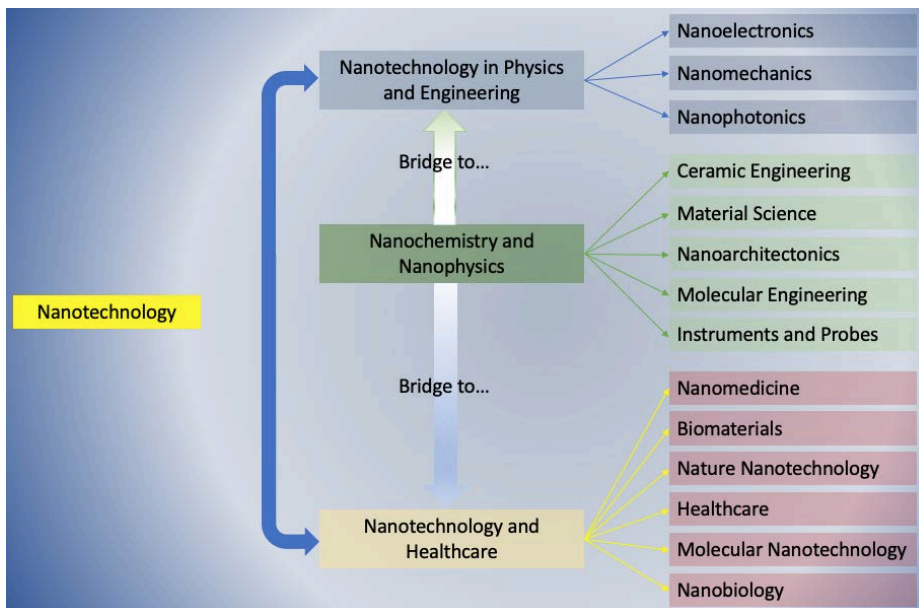 Nanotechnology
Nanotechnology in Physics
and Engineering
Bridge to...
Nanochemistry and
Nanophysics
Bridge to...
Nanotechnology and
Healthcare
Nanoelectronics
Nanomechanics
Nanophotonics
Ceramic Engineering
Material Science
Nanoarchitectonics
Molecular Engineering
Instruments and Probes
Nanomedicine
Biomaterials
Nature Nanotechnology
Healthcare
Molecular Nanotechnology
Nanobiology